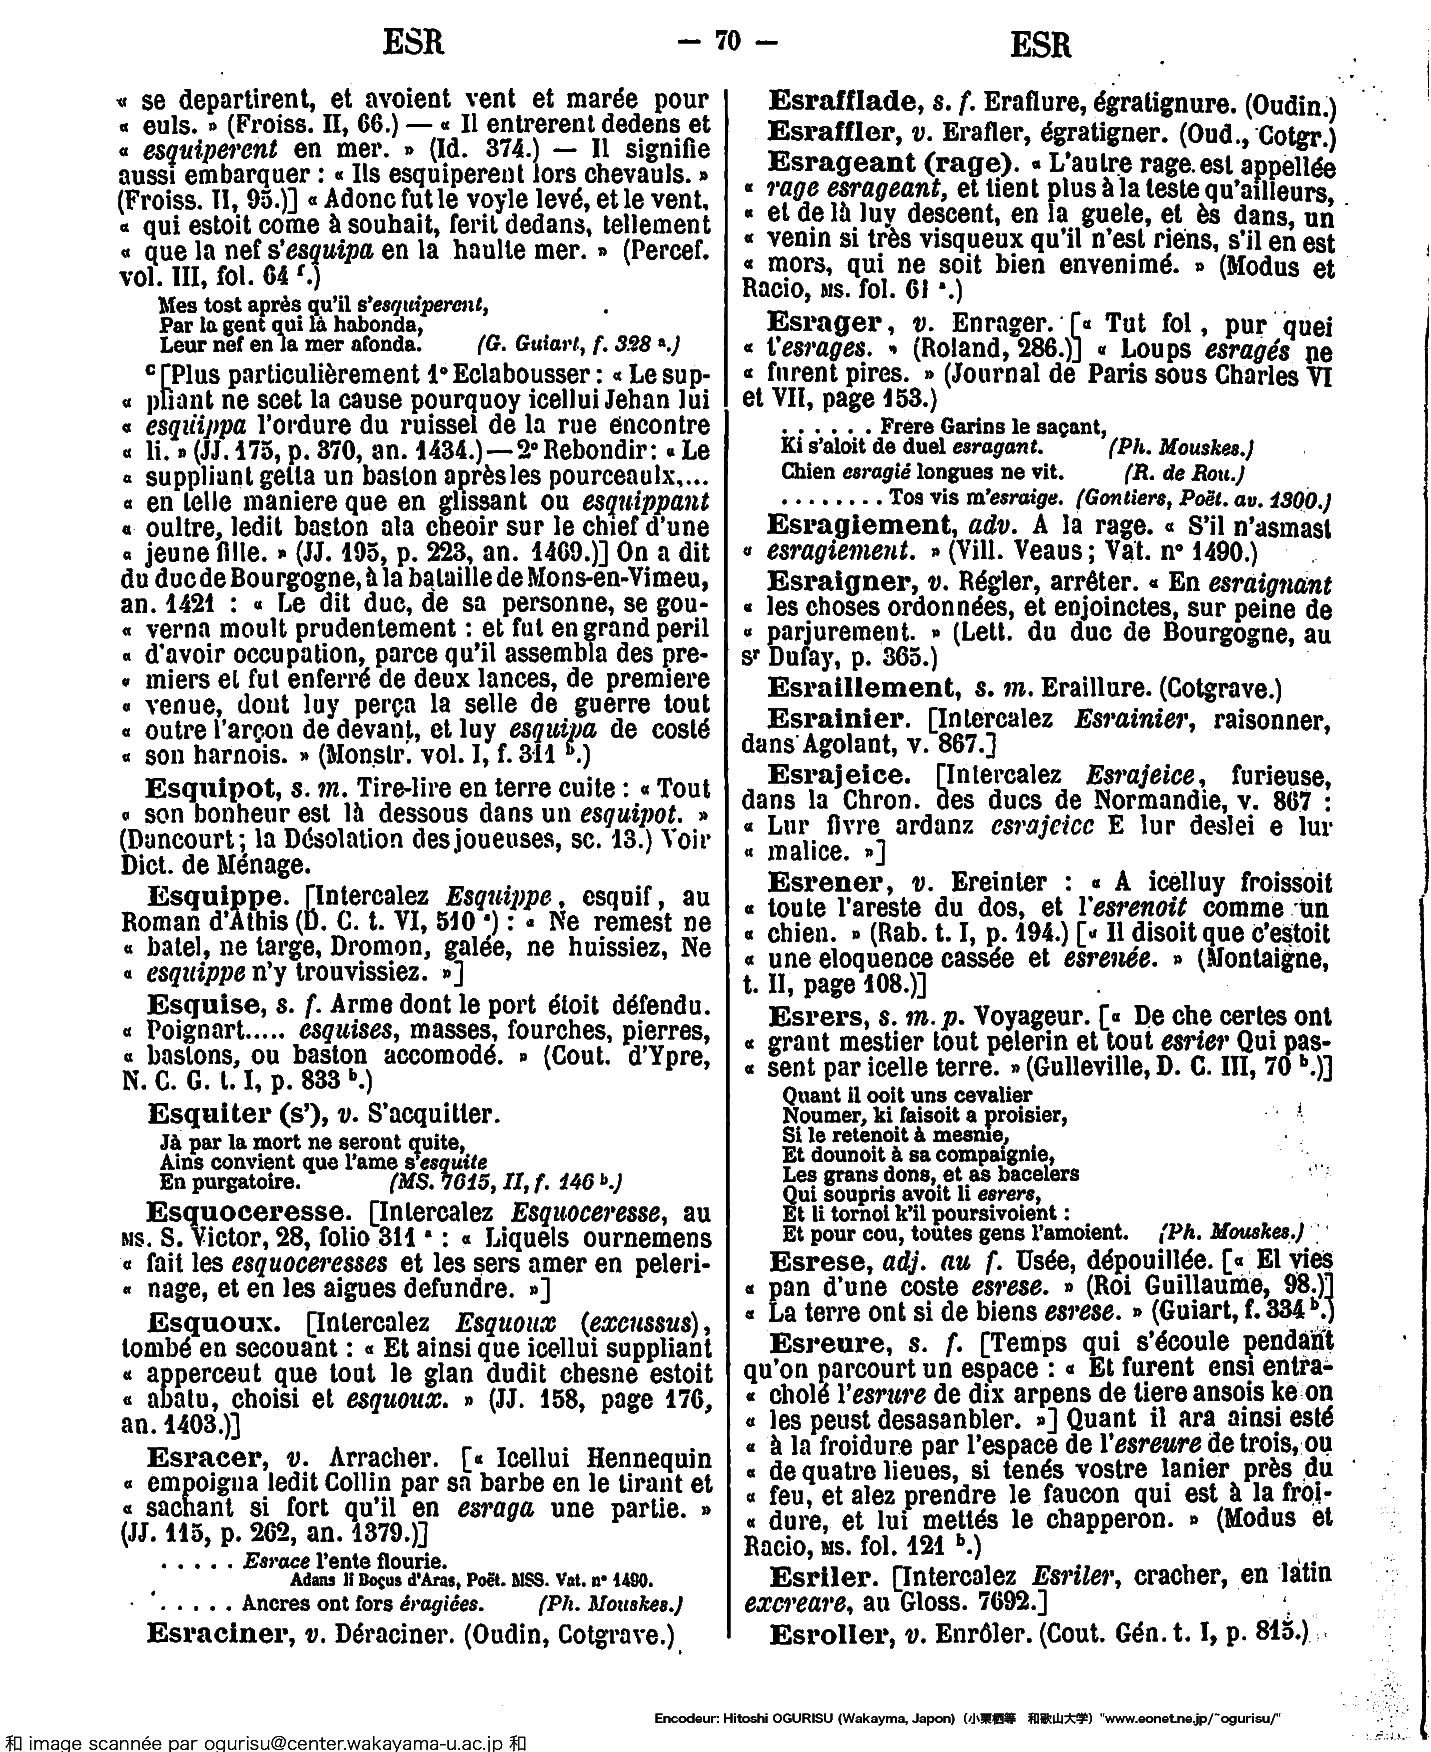 ESR — 70 — ESR
« se departirent, et avoient vent et marée pour
« euls. » (Froiss. II, 66.) — « Il entrerent dedens et
« esquiperent en mer. » (Id. 374.) — Il signifie
aussi embarquer : « Ils esquiperent lors chevauls. »
(Froiss. II, 95.)] « Adonc fut le voyle levé, et le vent,
« qui estoit come à souhait, ferit dedans, tellement
« que la nef s'esquipa en la haulte mer. » (Percef.
vol. III, fol. 64 r.)
Mes tost après qu'il s'esquiperent,
Par la gent qui là habonda,
Leur nef en la mer afonda. (G. Guiart, f. 328 a.)
C [Plus particulièrement 1° Eclabousser : « Le sup-
« pliant ne scet la cause pourquoy icellui Jehan lui
« esquippa l'ordure du ruissel de la rue encontre
« li. » (JJ. 175, p. 370, an. 1434.) — 2° Rebondir : « Le
« suppliant getta un baston après les pourceaulx,...
« en telle maniere que en glissant ou esquippant
« oultre, ledit baston ala cheoir sur le chief d'une
« jeune fille. » (JJ. 195, p. 223, an. 1469.)] On a dit
du duc de Bourgogne, à la bataille de Mons-en-Vimeu,
an. 1421 : « Le dit duc, de sa personne, se gou-
« verna moult prudentement : et fut en grand peril
« d'avoir occupation, parce qu'il assembla des pre-
« miers et fut enferré de deux lances, de premiere
« venue, dont luy perça la selle de guerre tout
« outre l'arçon de devant, et luy esquipa de costé
« son harnois. » (Monstr. vol. I, f. 311 b.)
Esquipot, s. m. Tire-lire en terre cuite : « Tout
« son bonheur est là dessous dans un esquipot. »
(Dancourt ; la Désolation des joueuses, sc. 13.) Voir
Dict. de Ménage.
Esquippe. [Intercalez Esquippe, esquif, au
Roman d'Athis (D. C. t. VI, 510 a) : « Ne remest ne
« batel, ne targe, Dromon, galée, ne huissiez, Ne
« esquippe n'y trouvissiez. »]
Esquise, s. f. Arme dont le port étoit défendu.
« Poignart..... esquises, masses, fourches, pierres,
« bastons, ou baston accomodé. » (Cout. d'Ypre,
N. C. G. t. I, p. 833 b.)
Esquiter (s'), v. S'acquitter.
Jà par la mort ne seront quite,
Ains convient que l'ame s'esquite
En purgatoire. (MS. 7615, II, f. 146 b.)
Esquoceresse. [Intercalez Esquoceresse, au
MS. S. Victor, 28, folio 311 a : « Liquels ournemens
« fait les esquoceresses et les sers amer en peleri-
« nage, et en les aigues defundre. »]
Esquoux. [Intercalez Esquoux (excussus),
tombé en secouant : « Et ainsi que icellui suppliant
« apperceut que tout le glan dudit chesne estoit
« abatu, choisi et esquoux. » (JJ. 158, page 176,
an. 1403.)]
Esracer, v. Arracher. [« Icellui Hennequin
« empoigna ledit Collin par sa barbe en le tirant et
« sachant si fort qu'il en esraga une partie. »
(JJ. 115, p. 262, an. 1379.)]
. . . . . Esrace l'ente flourie.
Adans li Boçus d'Aras, Poët. MSS. Vat. n° 1490.
. . . . . Ancres ont fors éragiées. (Ph. Mouskes.)
Esraciner, v. Déraciner. (Oudin, Cotgrave.)
Esrafflade, s. f. Eraflure, égratignure. (Oudin.)
Esraffler, v. Erafler, égratigner. (Oud., Cotgr.)
Esrageant (rage). « L'autre rage est appellée
« rage esrageant, et tient plus à la teste qu'ailleurs,
« et de là luy descent, en la guele, et ès dans, un
« venin si très visqueux qu'il n'est riens, s'il en est
« mors, qui ne soit bien envenimé. » (Modus et
Racio, MS. fol. 61 a.)
Esrager, v. Enrager. [« Tut fol , pur quei
« t'esrages. » (Roland, 286.)] « Loups esragés ne
« furent pires. » (Journal de Paris sous Charles VI
et VII, page 153.)
. . . . . . Frere Garins le saçant,
Ki s'aloit de duel esragant. (Ph. Mouskes.)
Chien esragié longues ne vit. (R. de Rou.)
. . . . . . . . Tos vis m'esraige. (Gontiers, Poët. av. 1300.)
Esragiement, adv. A la rage. « S'il n'asmast
« esragiement. » (Vill. Veaus ; Vat. n° 1490.)
Esraigner, v. Régler, arrêter. « En esraignant
« les choses ordonnées, et enjoinctes, sur peine de
« parjurement. » (Lett. du duc de Bourgogne, au
sr Dufay, p. 365.)
Esraillement, s. m. Eraillure. (Cotgrave.)
Esrainier. [Intercalez Esrainier, raisonner,
dans Agolant, v. 867.]
Esrajeice. [Intercalez Esrajeice, furieuse,
dans la Chron. des ducs de Normandie, v. 867 :
« Lur fivre ardanz esrajeice E lur deslei e lur
« malice. »]
Esrener, v. Ereinter : « A icelluy froissoit
« toute l'areste du dos, et l'esrenoit comme un
« chien. » (Rab. t. I, p. 194.) [« Il disoit que c'estoit
« une eloquence cassée et esrenée. » (Montaigne,
t. II, page 108.)]
Esrers, s. m. p. Voyageur. [« De che certes ont
« grant mestier tout pelerin et tout esrier Qui pas-
« sent par icelle terre. » (Gulleville, D. C. III, 70 b.)]
Quant il ooit uns cevalier
Noumer, ki faisoit a proisier,
Si le retenoit à mesnie,
Et dounoit à sa compaignie,
Les grans dons, et as bacelers
Qui soupris avoit li esrers,
Et li tornoi k'il poursivoient :
Et pour cou, toutes gens l'amoient. (Ph. Mouskes.)
Esrese, adj. au f. Usée, dépouillée. [« El vies
« pan d'une coste esrese. » (Roi Guillaume, 98.)]
« La terre ont si de biens esrese. » (Guiart, f. 334 b.)
Esreure, s. f. [Temps qui s'écoule pendant
qu'on parcourt un espace : « Et furent ensi entra-
« cholé l'esrure de dix arpens de tiere ansois ke on
« les peust desasanbler. »] Quant il ara ainsi esté
« à la froidure par l'espace de l'esreure de trois, ou
« de quatre lieues, si tenés vostre lanier près du
« feu, et alez prendre le faucon qui est à la froi-
« dure, et lui mettés le chapperon. » (Modus et
Racio, MS. fol. 121 b.)
Esriler. [Intercalez Esriler, cracher, en latin
excreare, au Gloss. 7692.]
Esroller, v. Enrôler. (Cout. Gén. t. I, p. 815.)
Encodeur: Hitoshi OGURISU (Wakayma, Japon) (小栗栖等 和歌山大学) "www.eonet.ne.jp/~ogurisu/"
和 image scannée par ogurisu@center.wakayama-u.ac.jp 和